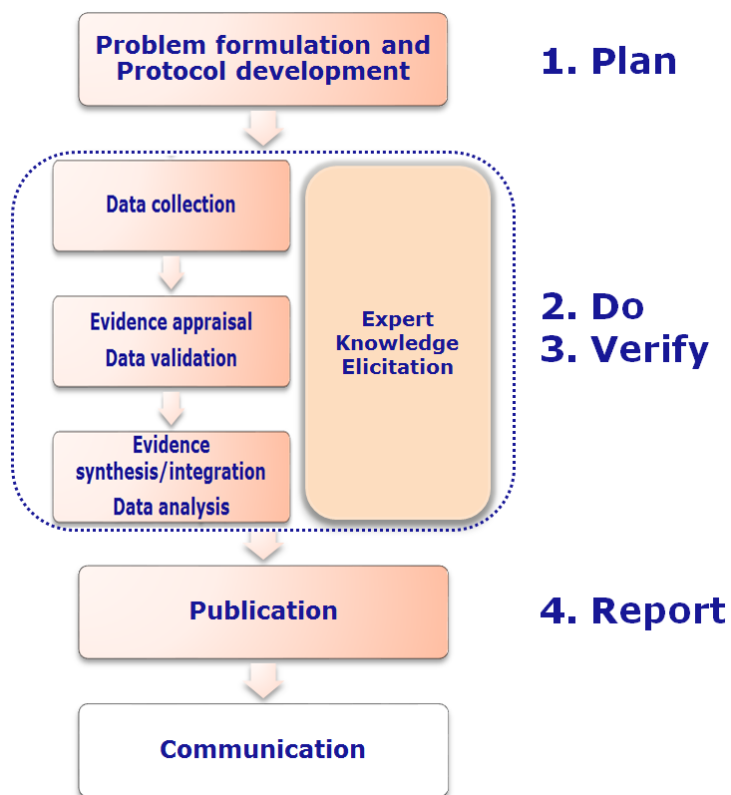 Problem formulation and
Protocol development
1. Plan
Data collection
Evidence appraisal
Data validation
Expert
Knowledge
Elicitation
2. Do
3. Verify
Evidence
synthesis/integration
Data analysis
Publication
4. Report
Communication